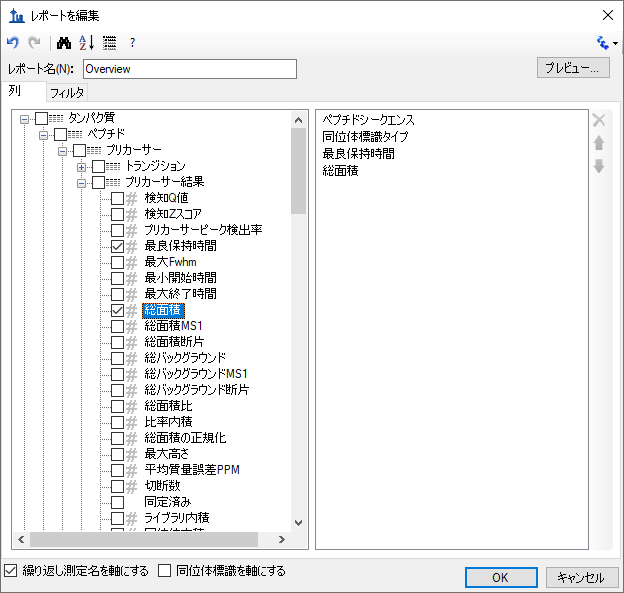 レポートを編集
?
レポート名(N):
Overview
プレビュー...
列
フィルタ
タンパク質
ペプチド
プリカーサー
トランジション
プリカーサー結果
検知Q値
検知Zスコア
プリカーサーピーク検出率
最良保持時間
最大Fwhm
最小開始時間
最大終了時間
総面積
総面積MS1
総面積断片
総バックグラウンド
総バックグラウンドMS1
総バックグラウンド断片
総面積比
比率内積
総面積の正規化
最大高さ
平均質量誤差PPM
切断数
同定済み
ライブラリ内積
ペプチドシークエンス
同位体標識タイプ
最良保持時間
総面積
繰り返し測定名を軸にする
同位体標識を軸にする
OK
キャンセル